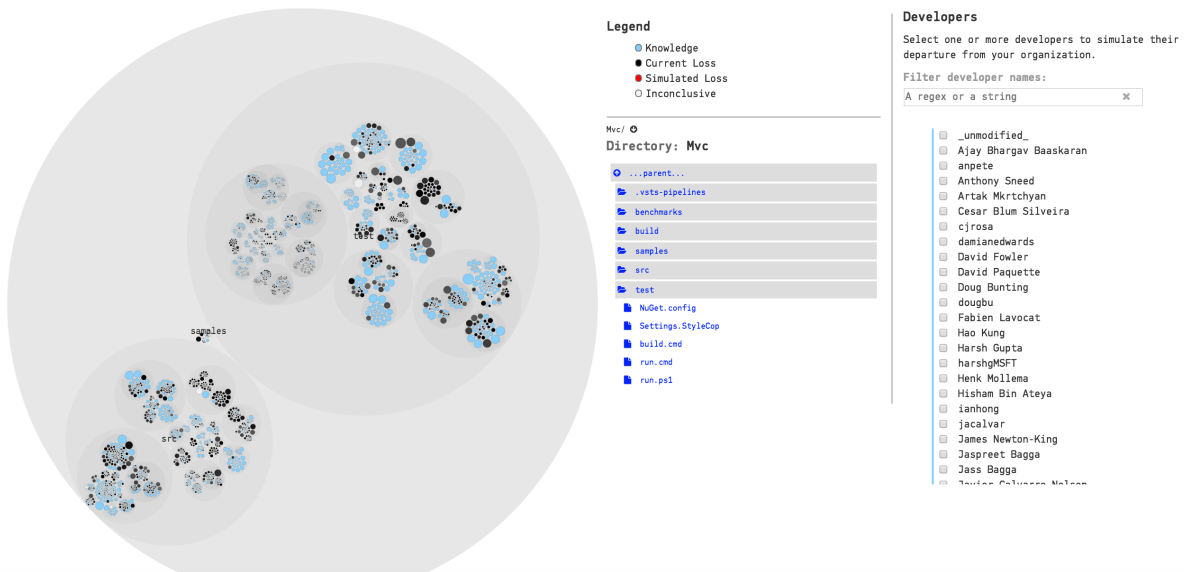 test
samples
src
Legend
Knowledge
Current Loss
Simulated Loss
Inconclusive
Mvc/
Directory: Mvc
...parent...
.vsts-pipelines
benchmarks
build
samples
src
test
NuGet.config
Settings.StyleCop
build.cmd
run.cmd
run.ps1
Developers
Select one or more developers to simulate their
departure from your organization.
Filter developer names:
A regex or a string
_unmodified_
Ajay Bhargav Baaskaran
anpete
Anthony Sneed
Artak Mkrtchyan
Cesar Blum Silveira
cjrosa
damianedwards
David Fowler
David Paquette
Doug Bunting
dougbu
Fabien Lavocat
Hao Kung
Harsh Gupta
harshgMSFT
Henk Mollema
Hisham Bin Ateya
ianhong
jacalvar
James Newton-King
Jaspreet Bagga
Jass Bagga
Javier Calvarro Nelson